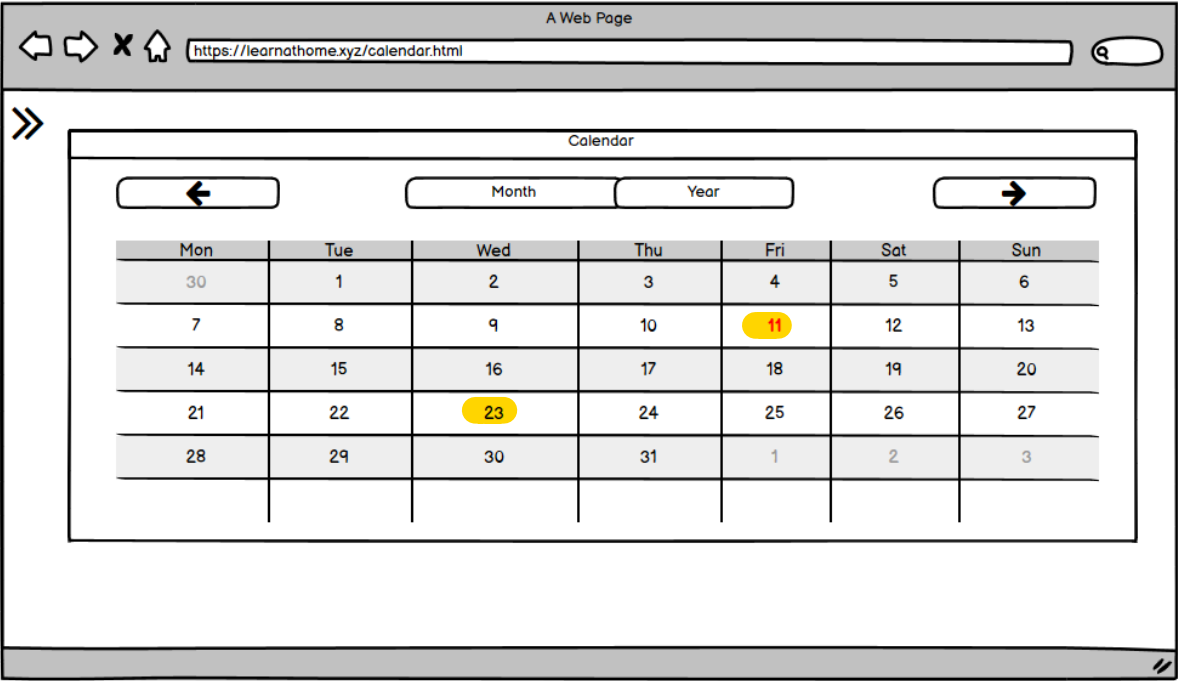 A Web Page
https://learnathome.xyz/calendar.html
Calendar
Month Year
Mon Tue Wed Thu Fri Sat Sun
30 1 2 3 4 5 6
7 8 9 10 11 12 13
14 15 16 17 18 19 20
21 22 23 24 25 26 27
28 29 30 31 1 2 3